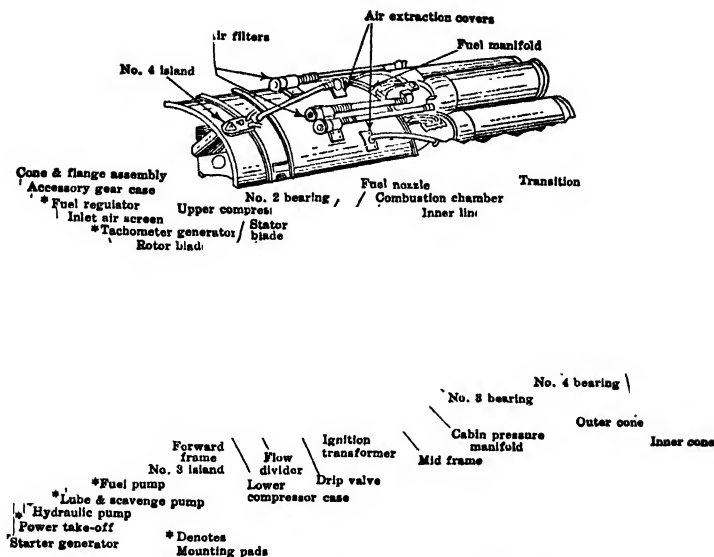 Air extraction covers
ir filters
Fuel manifold
No. 4 island
Cone & flange assembly
Accessory gear case
*Fuel regulator
Inlet air screen
*Tachometer generator
Rotor blad
Upper compres
No. 2 bearing
Stator
blade
Fuel nozzle
Combustion chamber
Inner lin
Transition
No. 4 bearing
No. 3 bearing
Outer cone
Inner cone
Cabin pressure
manifold
Mid frame
Ignition
transformer
Drip valve
Flow
divider
Lower
compressor case
Forward
frame
No. 3 island
*Fuel pump
*Lube & scavenge pump
*Hydraulic pump
Power take-off
Starter generator
*Denotes
Mounting pads